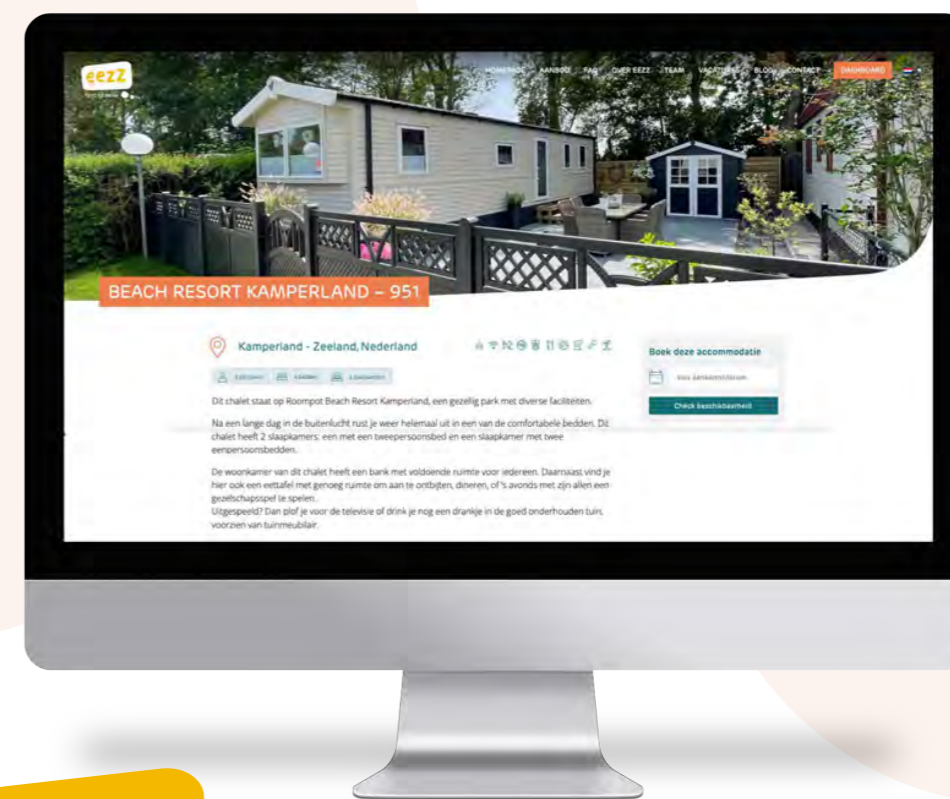 eezz
HOMEPAGE AANBOD FAQ OVER EEZZ TEAM VACATURES BLOG CONTACT DASHBOARD
BEACH RESORT KAMPERLAND – 951
Kamperland - Zeeland, Nederland
Boek deze accommodatie
Check beschikbaarheid
Dit chalet staat op Roompot Beach Resort Kamperland, een gezellig park met diverse faciliteiten.
Na een lange dag in de buitenlucht rust je weer helemaal uit in een van de comfortabele bedden. Dit
chalet heeft 2 slaapkamers: een met een tweepersoonsbed en een slaapkamer met twee
eenpersoonsbedden.
De woonkamer van dit chalet heeft een bank met voldoende ruimte voor iedereen. Daarnaast vind je
hier ook een eettafel met genoeg ruimte om aan te ontbijten, dineren, of 's avonds met zijn allen een
gezelschapsspel te spelen.
Uitgespeeld? Dan plof je voor de televisie of drink je nog een drankje in de goed onderhouden tuin,
voorzien van tuinmeubilair.